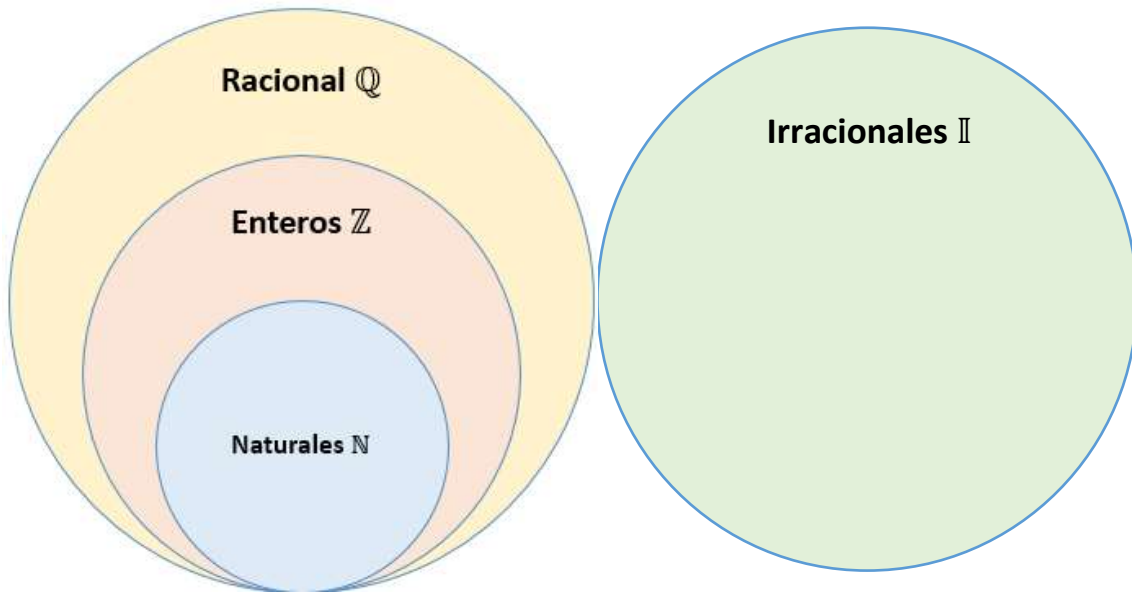 Racional ℚ
Irracionales 𝕀
Enteros ℤ
Naturales ℕ